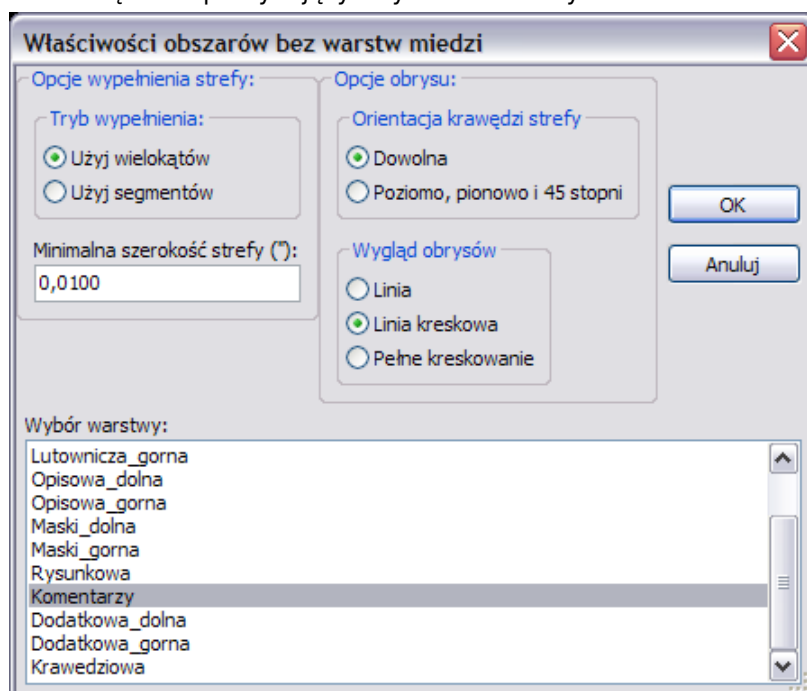 Właściwości obszarów bez warstw miedzi
Opcje wypełnienia strefy:
Tryb wypełnienia:
Użyj wielokątów
Użyj segmentów
Minimalna szerokość strefy ("):
0,0100
Opcje obrysu:
Orientacja krawędzi strefy
Dowolna
Poziomo, pionowo i 45 stopni
Wygląd obrysów
Linia
Linia kreskowa
Pełne kreskowanie
OK
Anuluj
Wybór warstwy:
Lutownicza_gorna
Opisowa_dolna
Opisowa_gorna
Maski_dolna
Maski_gorna
Rysunkowa
Komentarzy
Dodatkowa_dolna
Dodatkowa_gorna
Krawedziowa